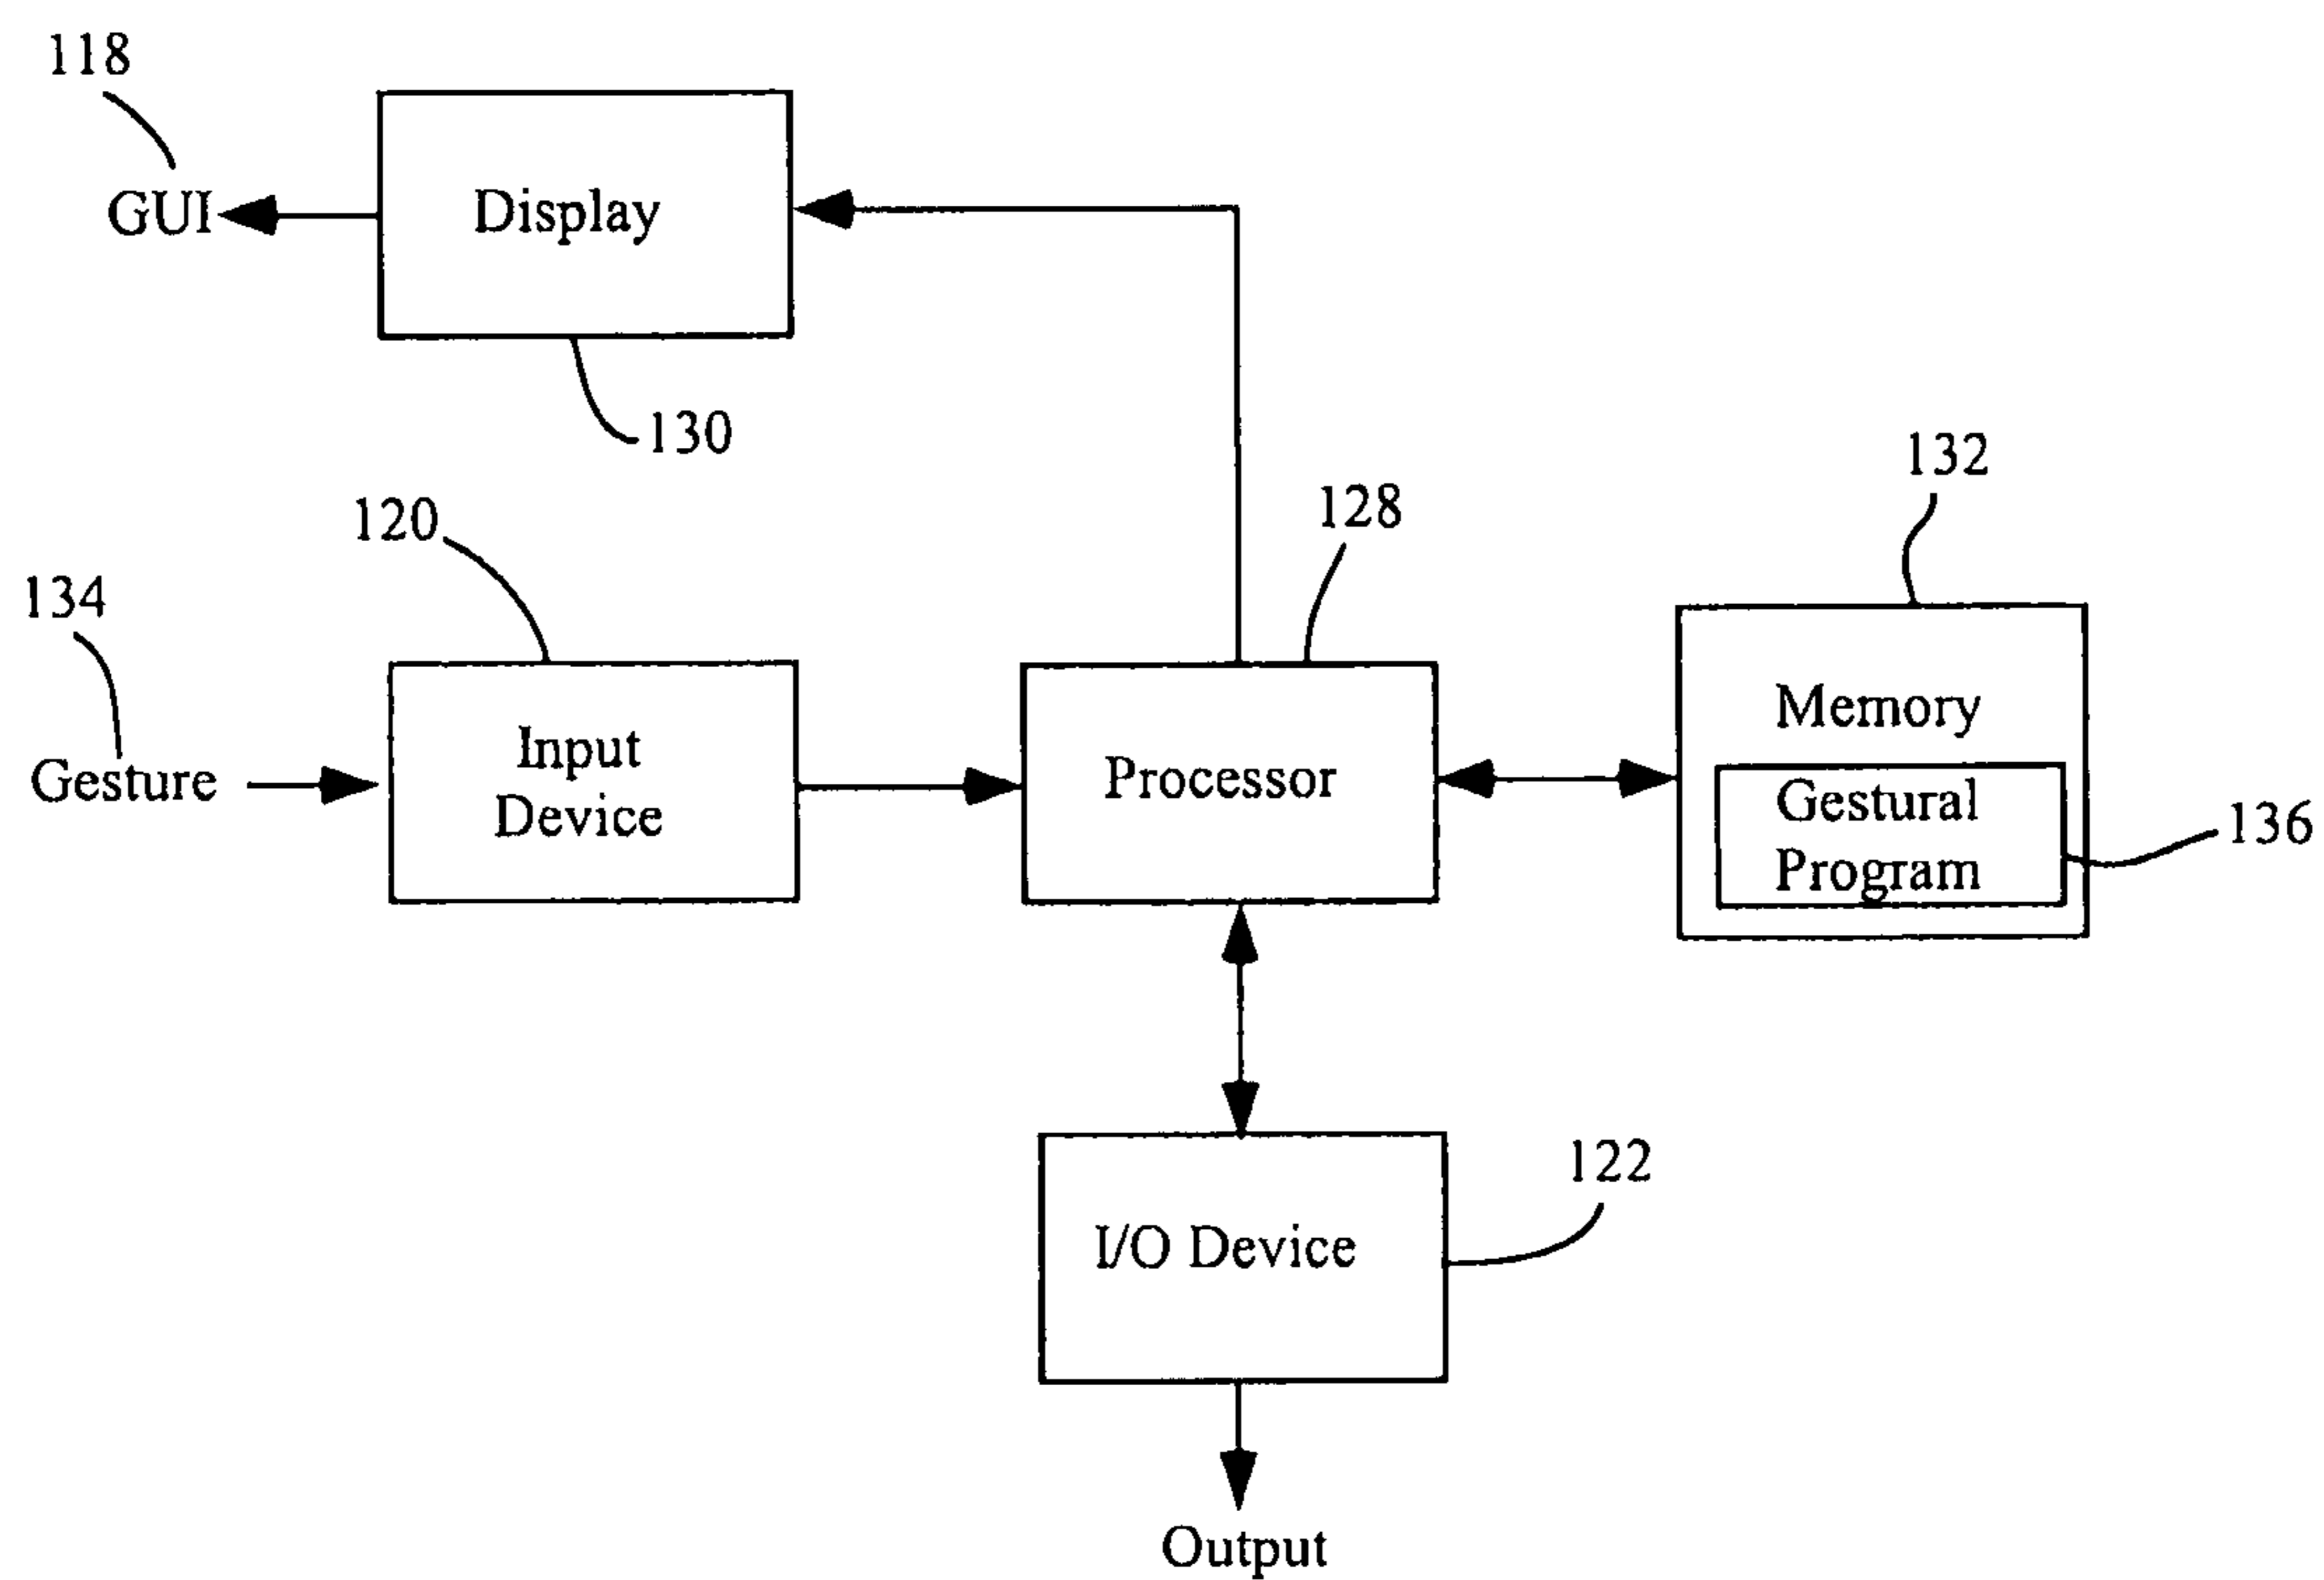 118
GUI
Display
130
120
128
132
134
Gesture
Input
Device
Processor
Memory
Gestural
Program
136
I/O Device
122
Output